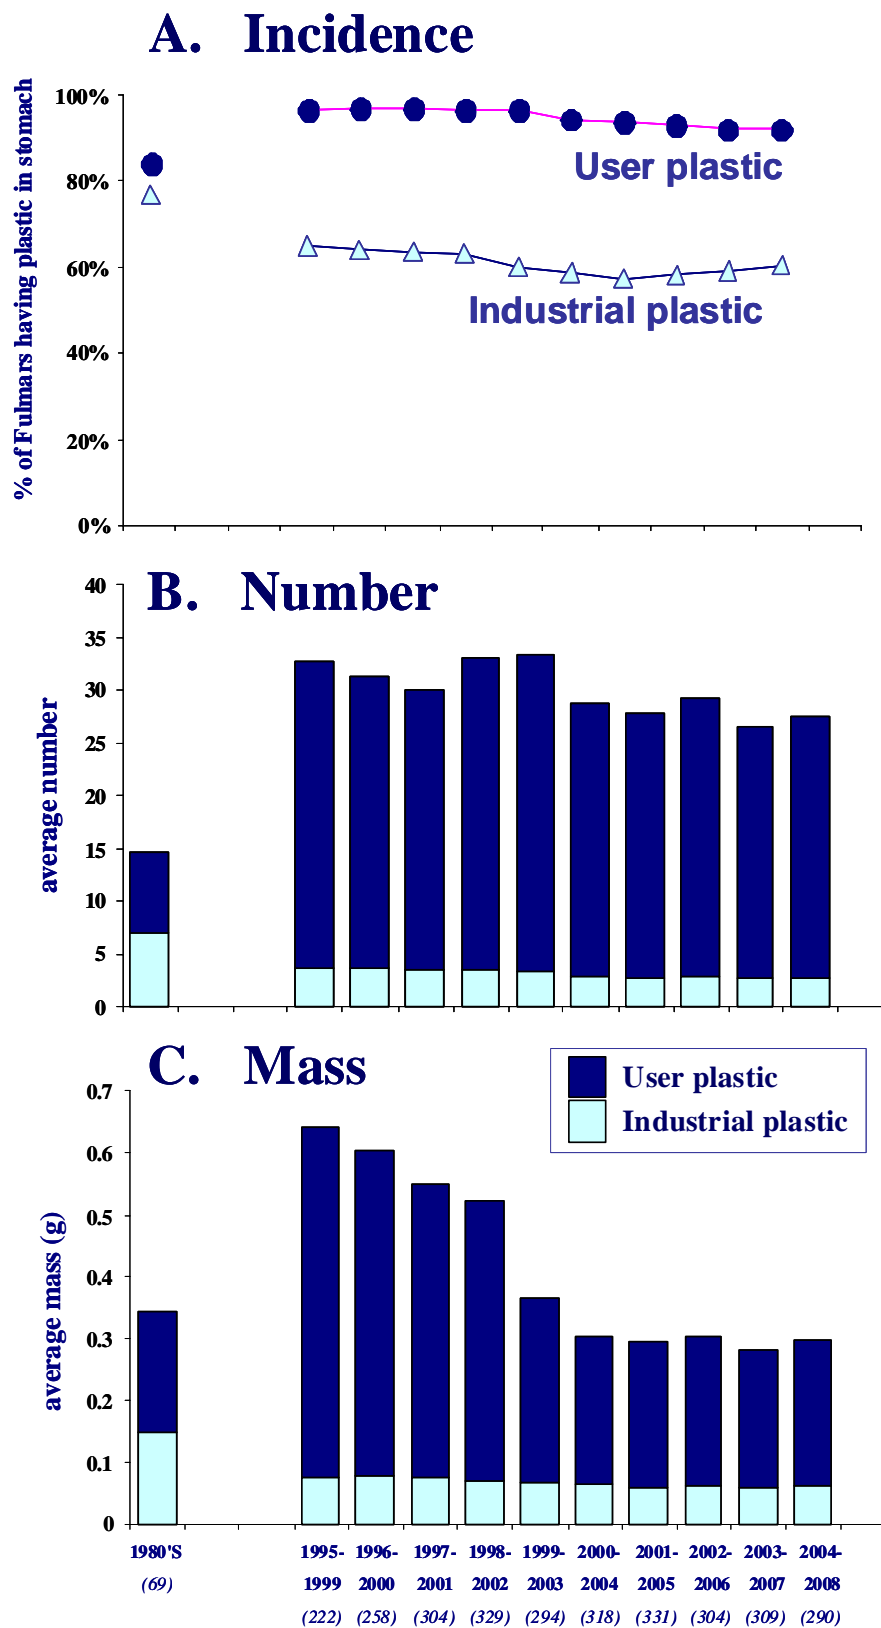 A. Incidence
% of Fulmars having plastic in stomach
100%
80%
60%
40%
20%
0%
User plastic
Industrial plastic
B. Number
average number
40
35
30
25
20
15
10
5
0
C. Mass
average mass (g)
0.7
0.6
0.5
0.4
0.3
0.2
0.1
0
User plastic
Industrial plastic
1980'S 1995- 1996- 1997- 1998- 1999- 2000- 2001- 2002- 2003- 2004-
(69) 1999 2000 2001 2002 2003 2004 2005 2006 2007 2008
(222) (258) (304) (329) (294) (318) (331) (304) (309) (290)